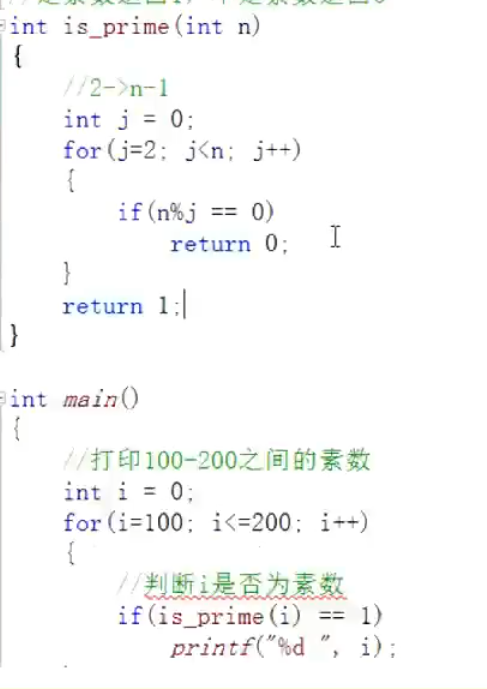 int is_prime(int n)
{
//2->n-1
int j = 0;
for(j=2; j<n; j++)
{
if(n%j == 0)
return 0;
}
return 1;
}
int main()
{
//打印100-200之间的素数
int i = 0;
for(i=100; i<=200; i++)
{
//判断i是否为素数
if(is_prime(i) == 1)
printf("%d ", i);